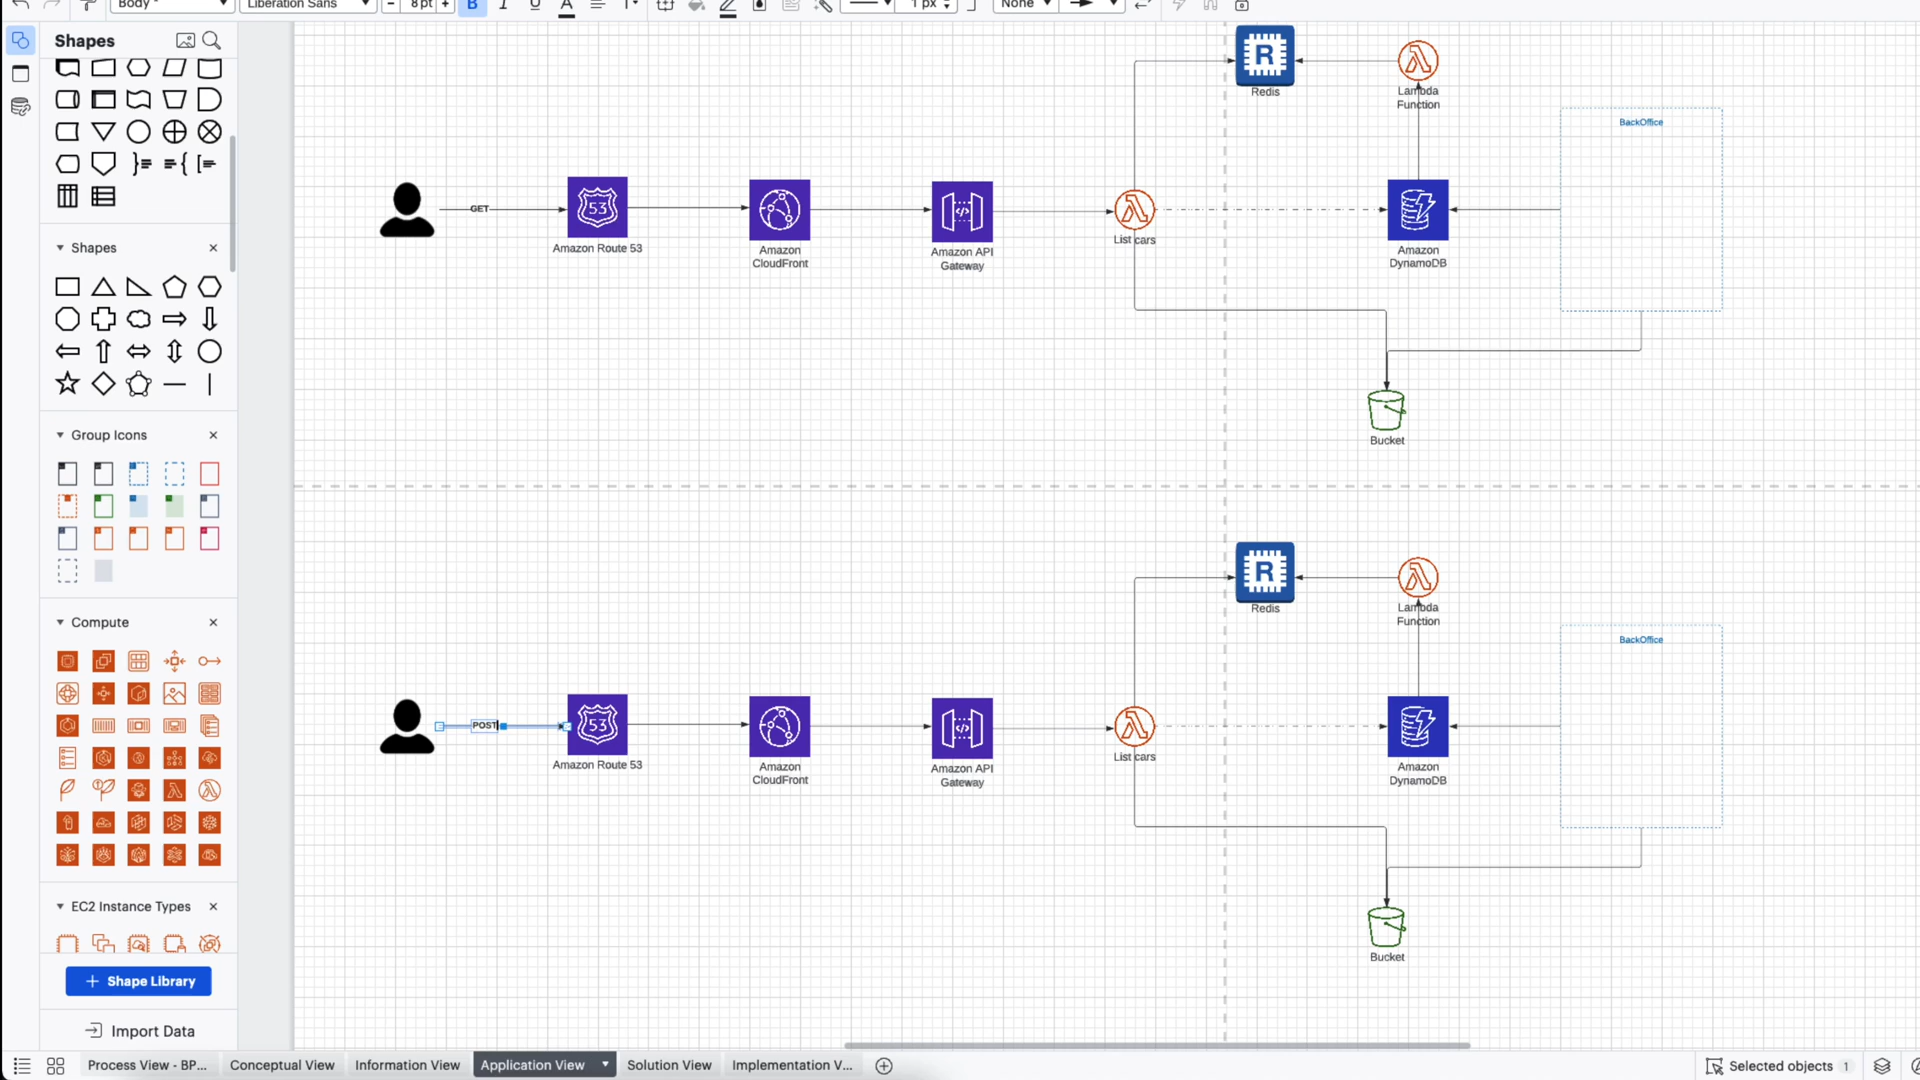 Body
Liberation Sans
8 pt
+
B
I
U
A
T
1 px
None
Shapes
R
Redis
Lambda
Function
BackOffice
GET
53
Amazon Route 53
Amazon
CloudFront
Amazon API
Gateway
List cars
Amazon
DynamoDB
Bucket
Shapes
Group Icons
Compute
EC2 Instance Types
R
Redis
Lambda
Function
BackOffice
POST
53
Amazon Route 53
Amazon
CloudFront
Amazon API
Gateway
List cars
Amazon
DynamoDB
Bucket
+ Shape Library
Import Data
Process View - BP...
Conceptual View
Information View
Application View
Solution View
Implementation V...
Selected objects 1